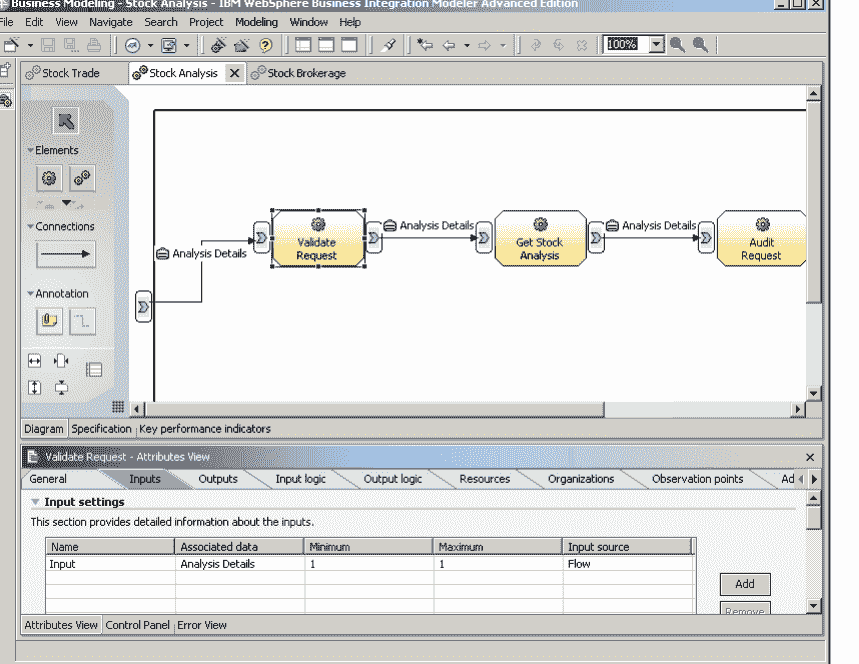 Business Modeling - Stock Analysis - IBM WebSphere Business Integration Modeler Advanced Edition
File Edit View Navigate Search Project Modeling Window Help
100%
Stock Trade Stock Analysis Stock Brokerage
Elements
Connections
Annotation
Analysis Details
Validate
Request
Analysis Details
Get Stock
Analysis
Analysis Details
Audit
Request
Diagram Specification Key performance indicators
Validate Request - Attributes View
General Inputs Outputs Input logic Output logic Resources Organizations Observation points Ad
Input settings
This section provides detailed information about the inputs.
Name Associated data Minimum Maximum Input source
Input Analysis Details 1 1 Flow
Add
Remove
Attributes View Control Panel Error View